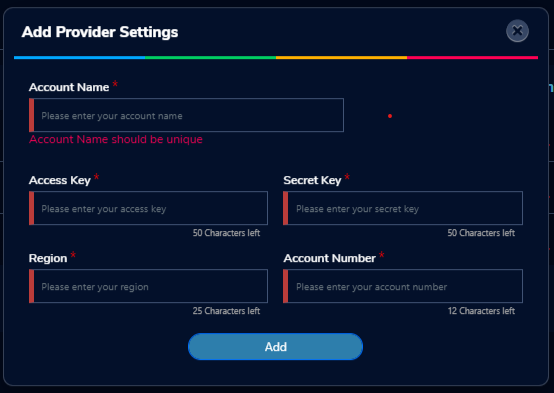 Add Provider Settings
Account Name *
Please enter your account name
Account Name should be unique
Access Key * Secret Key *
Please enter your access key Please enter your secret key
50 Characters left 50 Characters left
Region * Account Number *
Please enter your region Please enter your account number
25 Characters left 12 Characters left
Add